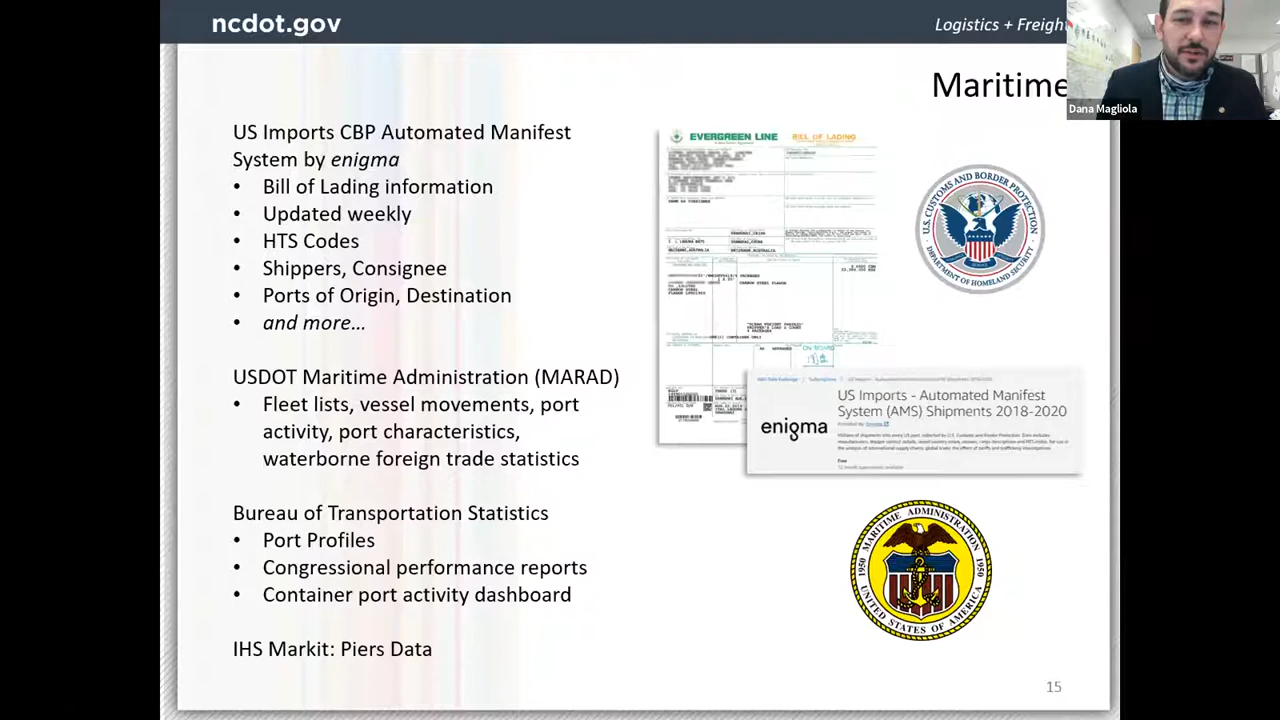 ncdot.gov
Logistics + Freight
Maritime
Dana Magliola
US Imports CBP Automated Manifest
System by enigma
• Bill of Lading information
• Updated weekly
• HTS Codes
• Shippers, consignee
• Ports of Origin, Destination
• and more…
USDOT Maritime Administration (MARAD)
• Fleet lists, vessel movements, port
activity, port characteristics,
waterborne foreign trade statistics
Bureau of Transportation Statistics
• Port Profiles
• Congressional performance reports
• Container port activity dashboard
IHS Markit: Piers Data
EVERGREEN LINE
BILL OF LADING
U.S. CUSTOMS AND BORDER PROTECTION
DEPARTMENT OF HOMELAND SECURITY
enigma
US Imports - Automated Manifest
System (AMS) Shipments 2018-2020
Provided by: Enigma
Free
MARITIME ADMINISTRATION
1950 1950
UNITED STATES OF AMERICA
15